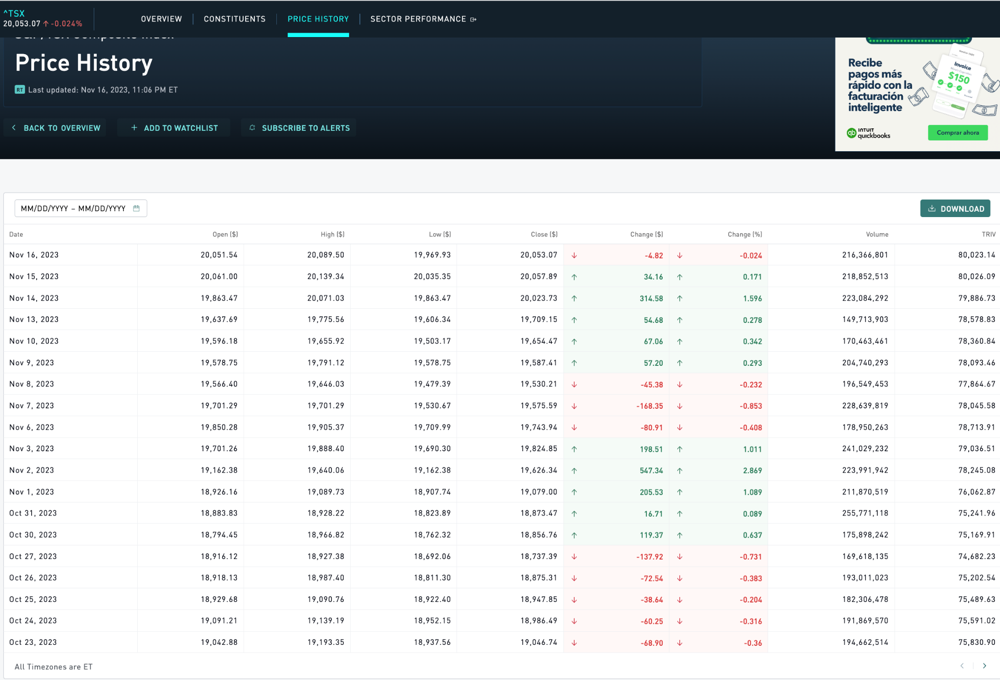 ^TSX
20,053.07 ↑ -0.024%
OVERVIEW
CONSTITUENTS
PRICE HISTORY
SECTOR PERFORMANCE
S&P/TSX Composite Index
Price History
RT Last updated: Nov 16, 2023, 11:06 PM ET
BACK TO OVERVIEW
+ ADD TO WATCHLIST
SUBSCRIBE TO ALERTS
Recibe
pagos más
rápido con la
facturación
inteligente
Invoice 1001
Invoice
$150
qb INTUIT
quickbooks
Comprar ahora
MM/DD/YYYY – MM/DD/YYYY
DOWNLOAD
Date Open ($) High ($) Low ($) Close ($) Change ($) Change (%) Volume TRIV
Nov 16, 2023 20,051.54 20,089.50 19,969.93 20,053.07 ↓ -4.82 ↓ -0.024 216,366,801 80,023.14
Nov 15, 2023 20,061.00 20,139.34 20,035.35 20,057.89 ↑ 34.16 ↑ 0.171 218,852,513 80,026.09
Nov 14, 2023 19,863.47 20,071.03 19,863.47 20,023.73 ↑ 314.58 ↑ 1.596 223,084,292 79,886.73
Nov 13, 2023 19,637.69 19,775.56 19,606.34 19,709.15 ↑ 54.68 ↑ 0.278 149,713,903 78,578.83
Nov 10, 2023 19,596.18 19,655.92 19,503.17 19,654.47 ↑ 67.06 ↑ 0.342 170,463,461 78,360.84
Nov 9, 2023 19,578.75 19,791.12 19,578.75 19,587.41 ↑ 57.20 ↑ 0.293 204,740,293 78,093.46
Nov 8, 2023 19,566.40 19,646.03 19,479.39 19,530.21 ↓ -45.38 ↓ -0.232 196,549,453 77,864.67
Nov 7, 2023 19,701.29 19,701.29 19,530.67 19,575.59 ↓ -168.35 ↓ -0.853 228,639,819 78,045.58
Nov 6, 2023 19,850.28 19,905.37 19,709.99 19,743.94 ↓ -80.91 ↓ -0.408 178,950,263 78,713.91
Nov 3, 2023 19,701.26 19,888.40 19,690.30 19,824.85 ↑ 198.51 ↑ 1.011 241,029,232 79,036.51
Nov 2, 2023 19,162.38 19,640.06 19,162.38 19,626.34 ↑ 547.34 ↑ 2.869 223,991,942 78,245.08
Nov 1, 2023 18,926.16 19,089.73 18,907.74 19,079.00 ↑ 205.53 ↑ 1.089 211,870,519 76,062.87
Oct 31, 2023 18,883.83 18,928.22 18,823.89 18,873.47 ↑ 16.71 ↑ 0.089 255,771,118 75,241.96
Oct 30, 2023 18,794.45 18,966.82 18,762.32 18,856.76 ↑ 119.37 ↑ 0.637 175,898,242 75,169.91
Oct 27, 2023 18,916.12 18,927.38 18,692.06 18,737.39 ↓ -137.92 ↓ -0.731 169,618,135 74,682.23
Oct 26, 2023 18,918.13 18,987.40 18,811.30 18,875.31 ↓ -72.54 ↓ -0.383 193,011,023 75,202.54
Oct 25, 2023 18,929.68 19,090.76 18,922.40 18,947.85 ↓ -38.64 ↓ -0.204 182,306,478 75,489.63
Oct 24, 2023 19,091.21 19,139.19 18,952.15 18,986.49 ↓ -60.25 ↓ -0.316 191,869,570 75,591.02
Oct 23, 2023 19,042.88 19,193.35 18,937.56 19,046.74 ↓ -68.90 ↓ -0.36 194,662,514 75,830.90
All Timezones are ET